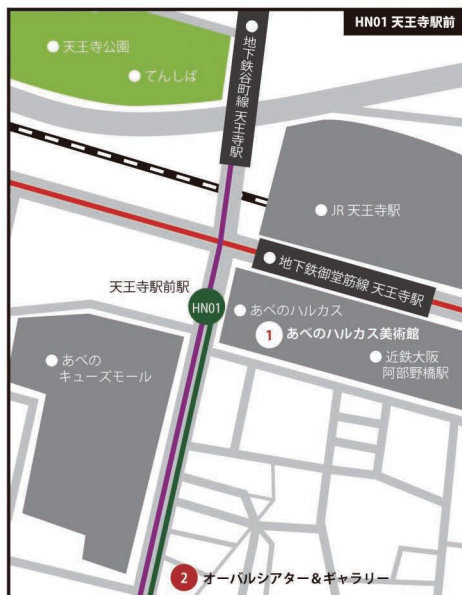 HN01 天王寺駅前
天王寺公園
てんしば
地下鉄谷町線 天王寺駅
JR 天王寺駅
地下鉄御堂筋線 天王寺駅
天王寺駅前駅
HN01
あべのハルカス
1 あべのハルカス美術館
近鉄大阪
阿部野橋駅
あべの
キューズモール
2 オーバルシアター＆ギャラリー